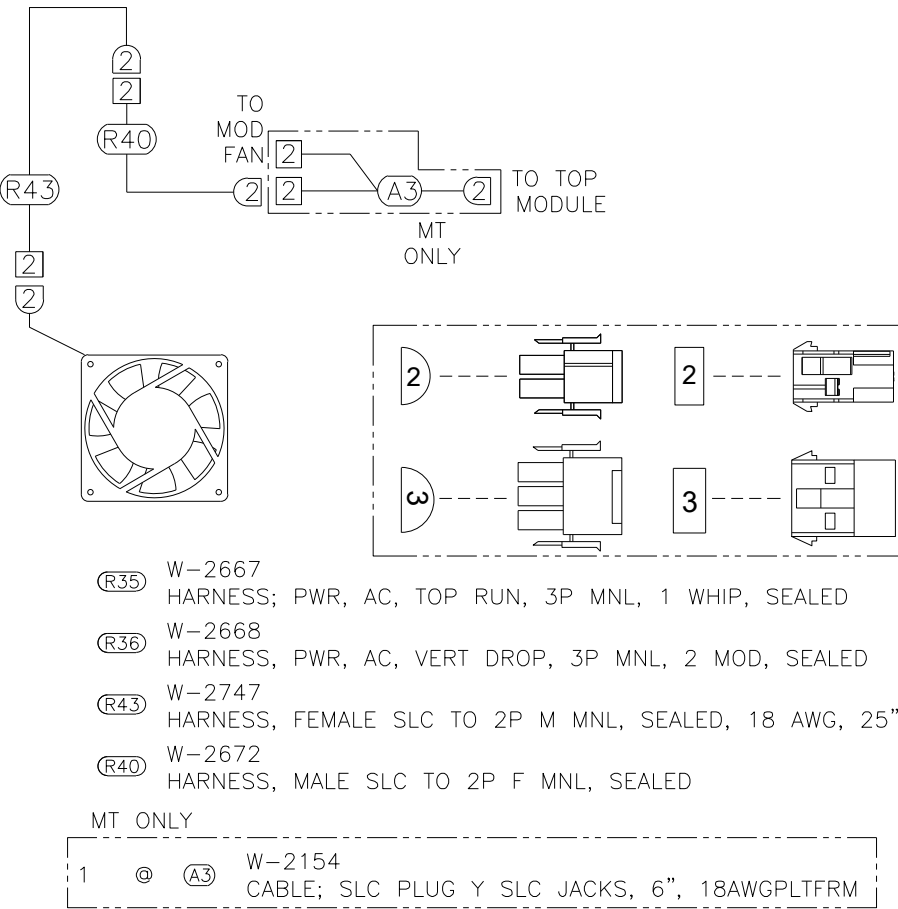 2
2
R40
TO
MOD
FAN
2
R43
2
2
A3
2
TO TOP
MODULE
MT
ONLY
2
2
2
2
3
3
R35 W-2667
HARNESS; PWR, AC, TOP RUN, 3P MNL, 1 WHIP, SEALED
R36 W-2668
HARNESS, PWR, AC, VERT DROP, 3P MNL, 2 MOD, SEALED
R43 W-2747
HARNESS, FEMALE SLC TO 2P M MNL, SEALED, 18 AWG, 25”
R40 W-2672
HARNESS, MALE SLC TO 2P F MNL, SEALED
MT ONLY
1 @ A3 W-2154
CABLE; SLC PLUG Y SLC JACKS, 6”, 18AWGPLTFRM